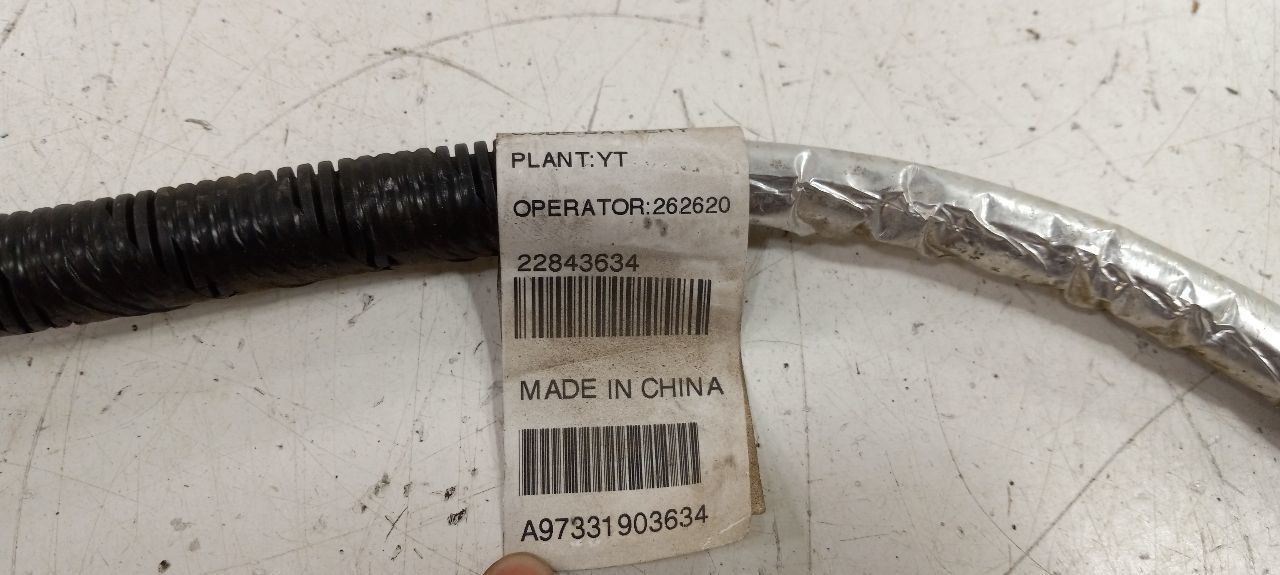 PLANT:YT
OPERATOR:262620
22843634
MADE IN CHINA
A97331903634